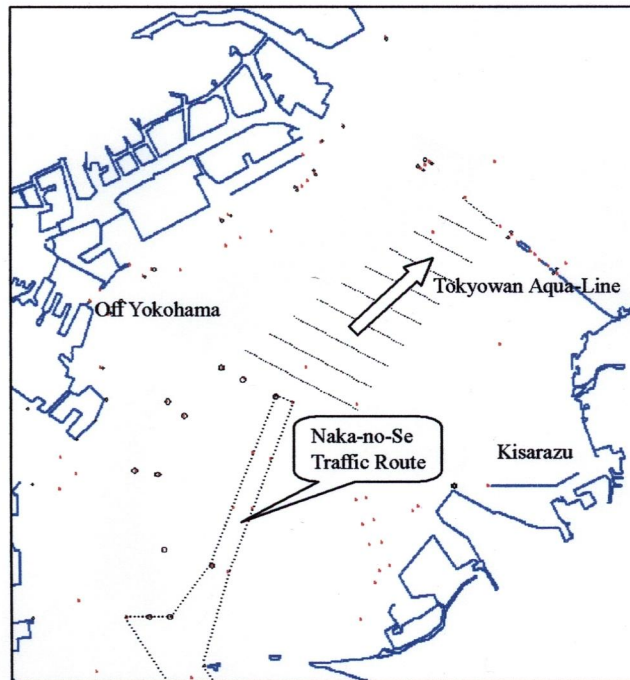 Tokyowan Aqua-Line
Off Yokohama
Naka-no-Se
Traffic Route
Kisarazu